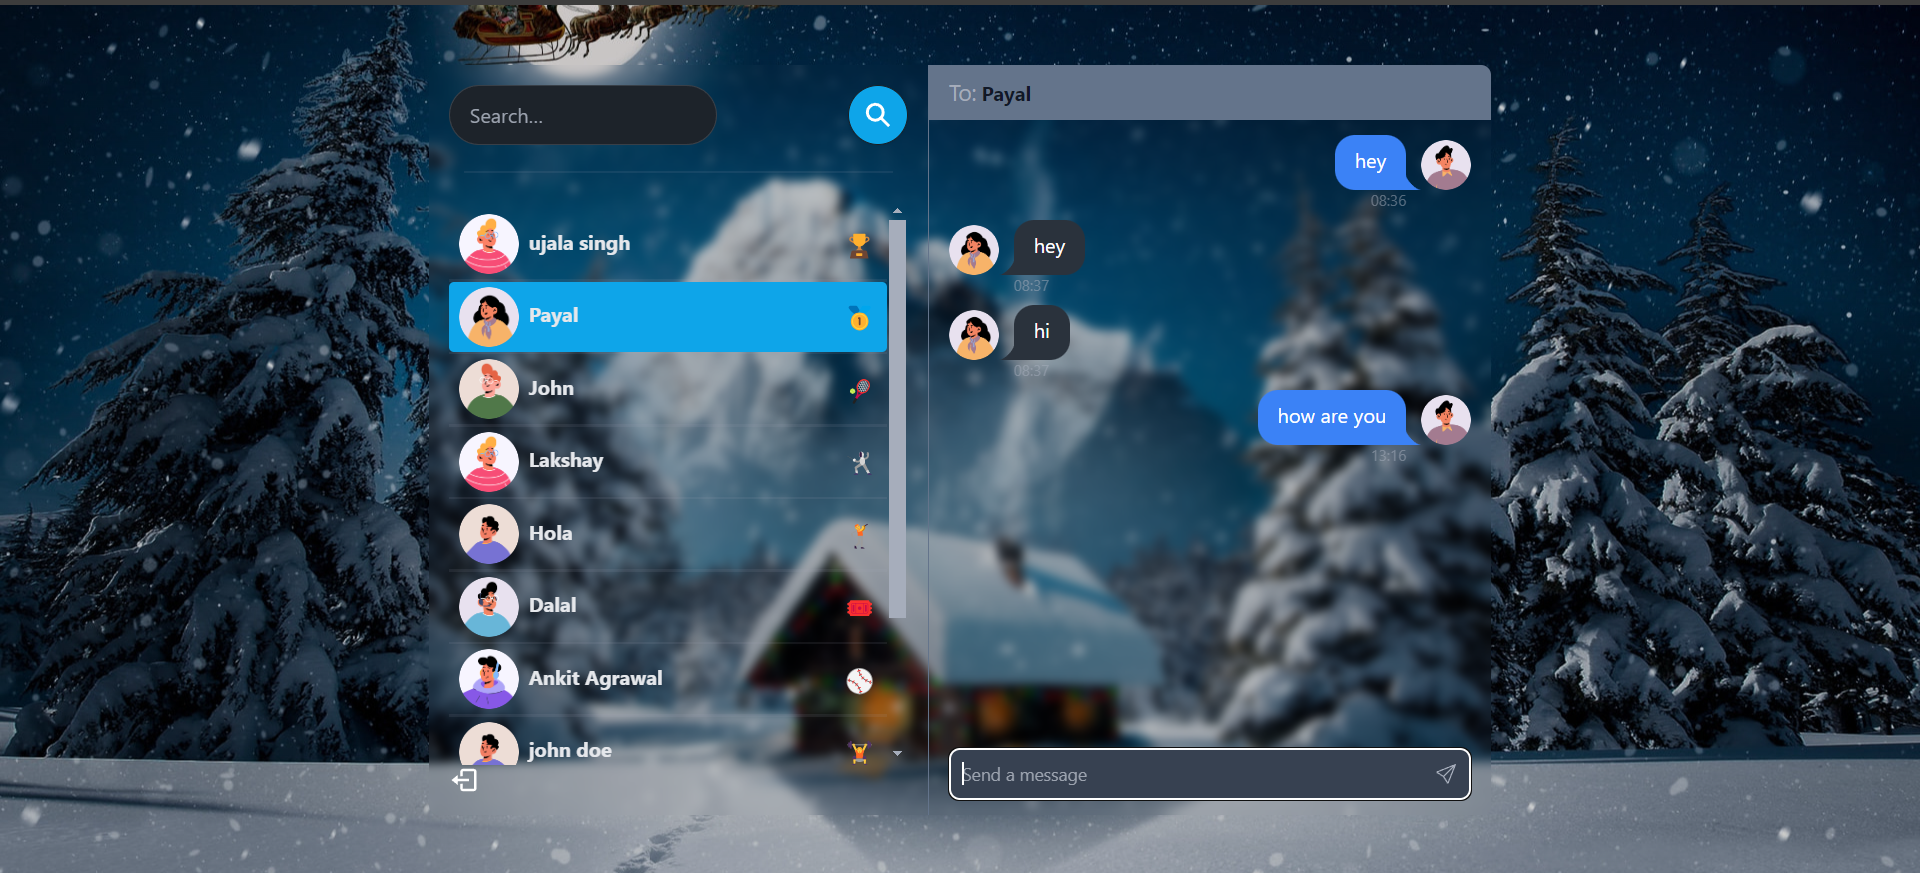 Search…
ujala singh
Payal
John
Lakshay
Hola
Dalal
Ankit Agrawal
john doe
To: Payal
hey
08:36
hey
08:37
hi
08:37
how are you
13:16
Send a message